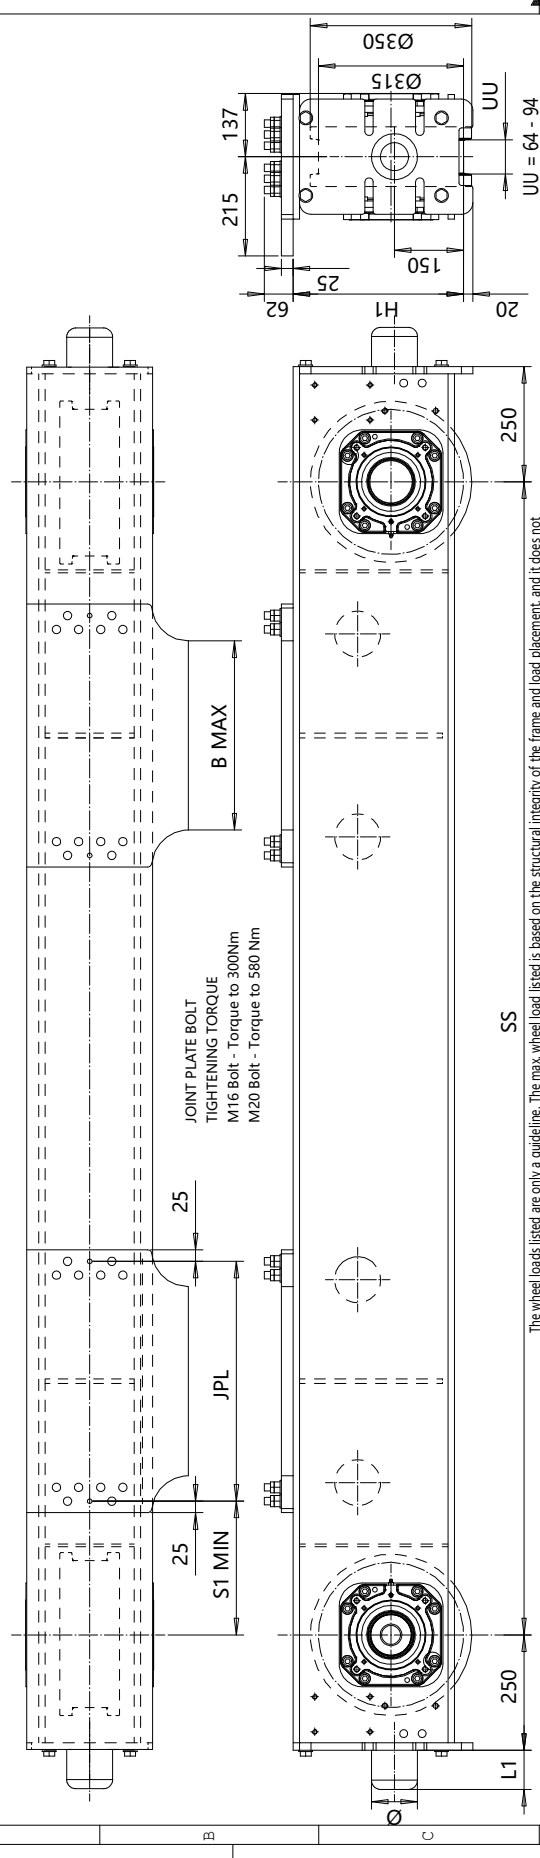 Ø350
Ø315
137
215
UU
UU = 64 - 94
150
25
62
H1
20
250
B MAX
JOINT PLATE BOLT
TIGHTENING TORQUE
M16 Bolt - Torque to 300Nm
M20 Bolt - Torque to 580 Nm
SS
25
JPL
25
S1 MIN
250
L1
Ø
B
C
The wheel loads listed are only a guideline. The max. wheel load listed is based on the structural integrity of the frame and load placement, and it does not